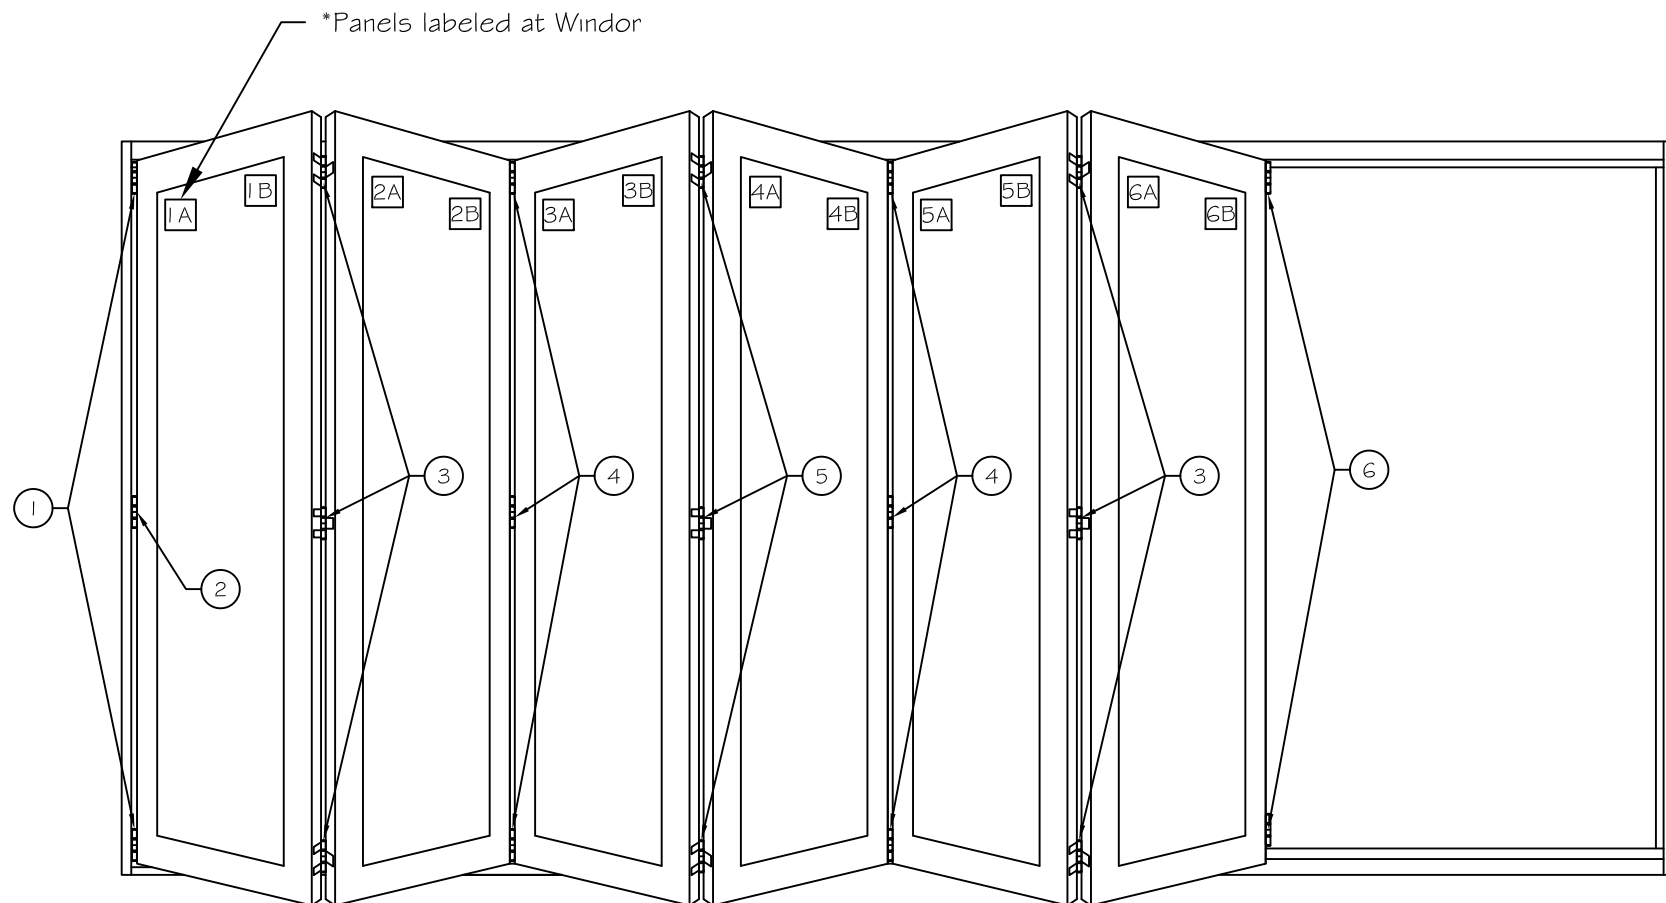 *Panels labeled at Windor
1B 2A 3B 4A 5B 6A
1A 2B 3A 4B 5A 6B
3 4 5 4 3 6
1
2